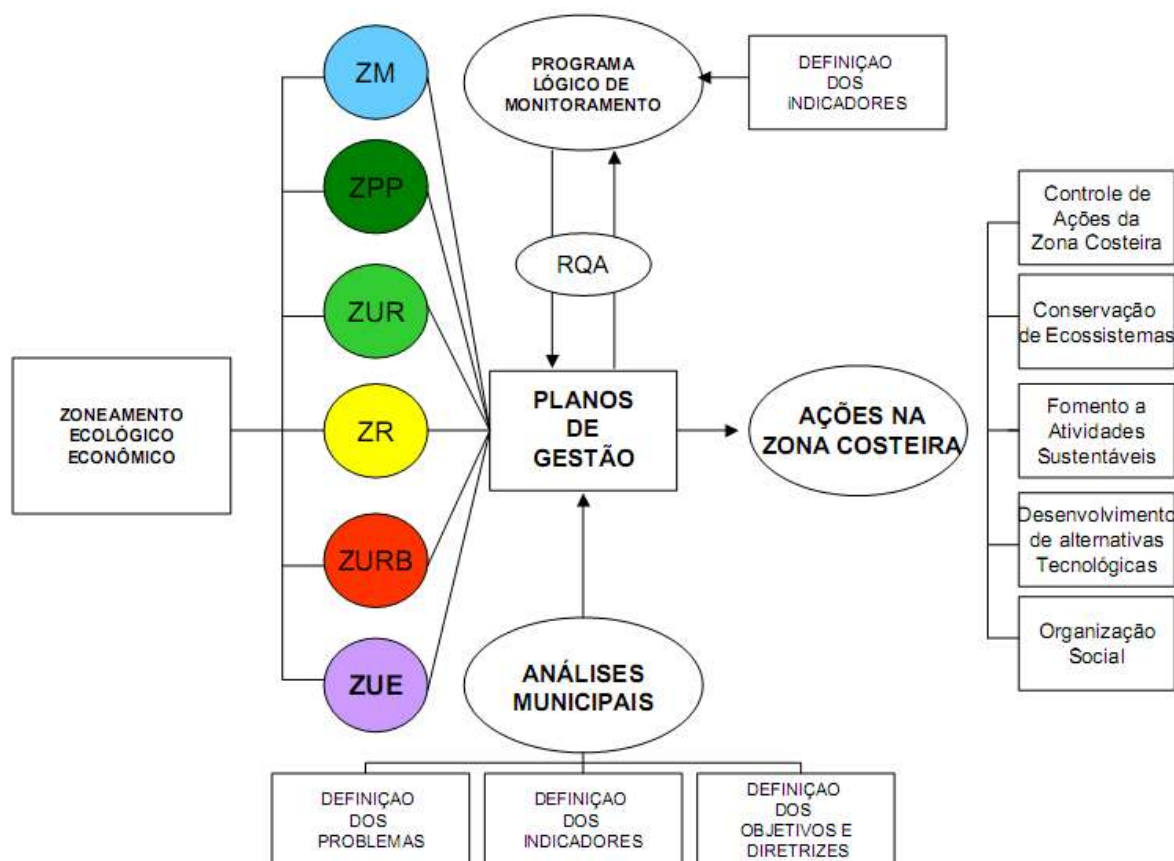 ZM
PROGRAMA
LÓGICO DE
MONITORAMENTO
DEFINIÇAO
DOS
iNDICADORES
ZPP
Controle de
Ações da
Zona Costeira
RQA
ZUR
Conservação
de Ecossistemas
ZONEAMENTO
ECOLÓGICO
ECONÔMICO
ZR
PLANOS
DE
GESTÃO
AÇÕES NA
ZONA COSTEIRA
Fomento a
Atividades
Sustentáveis
ZURB
Desenvolvimento
de alternativas
Tecnológicas
ZUE
ANÁLISES
MUNICIPAIS
Organização
Social
DEFINIÇAO
DOS
PROBLEMAS
DEFINIÇAO
DOS
INDICADORES
DEFINIÇAO
DOS
OBJETIVOS E
DIRETRIZES